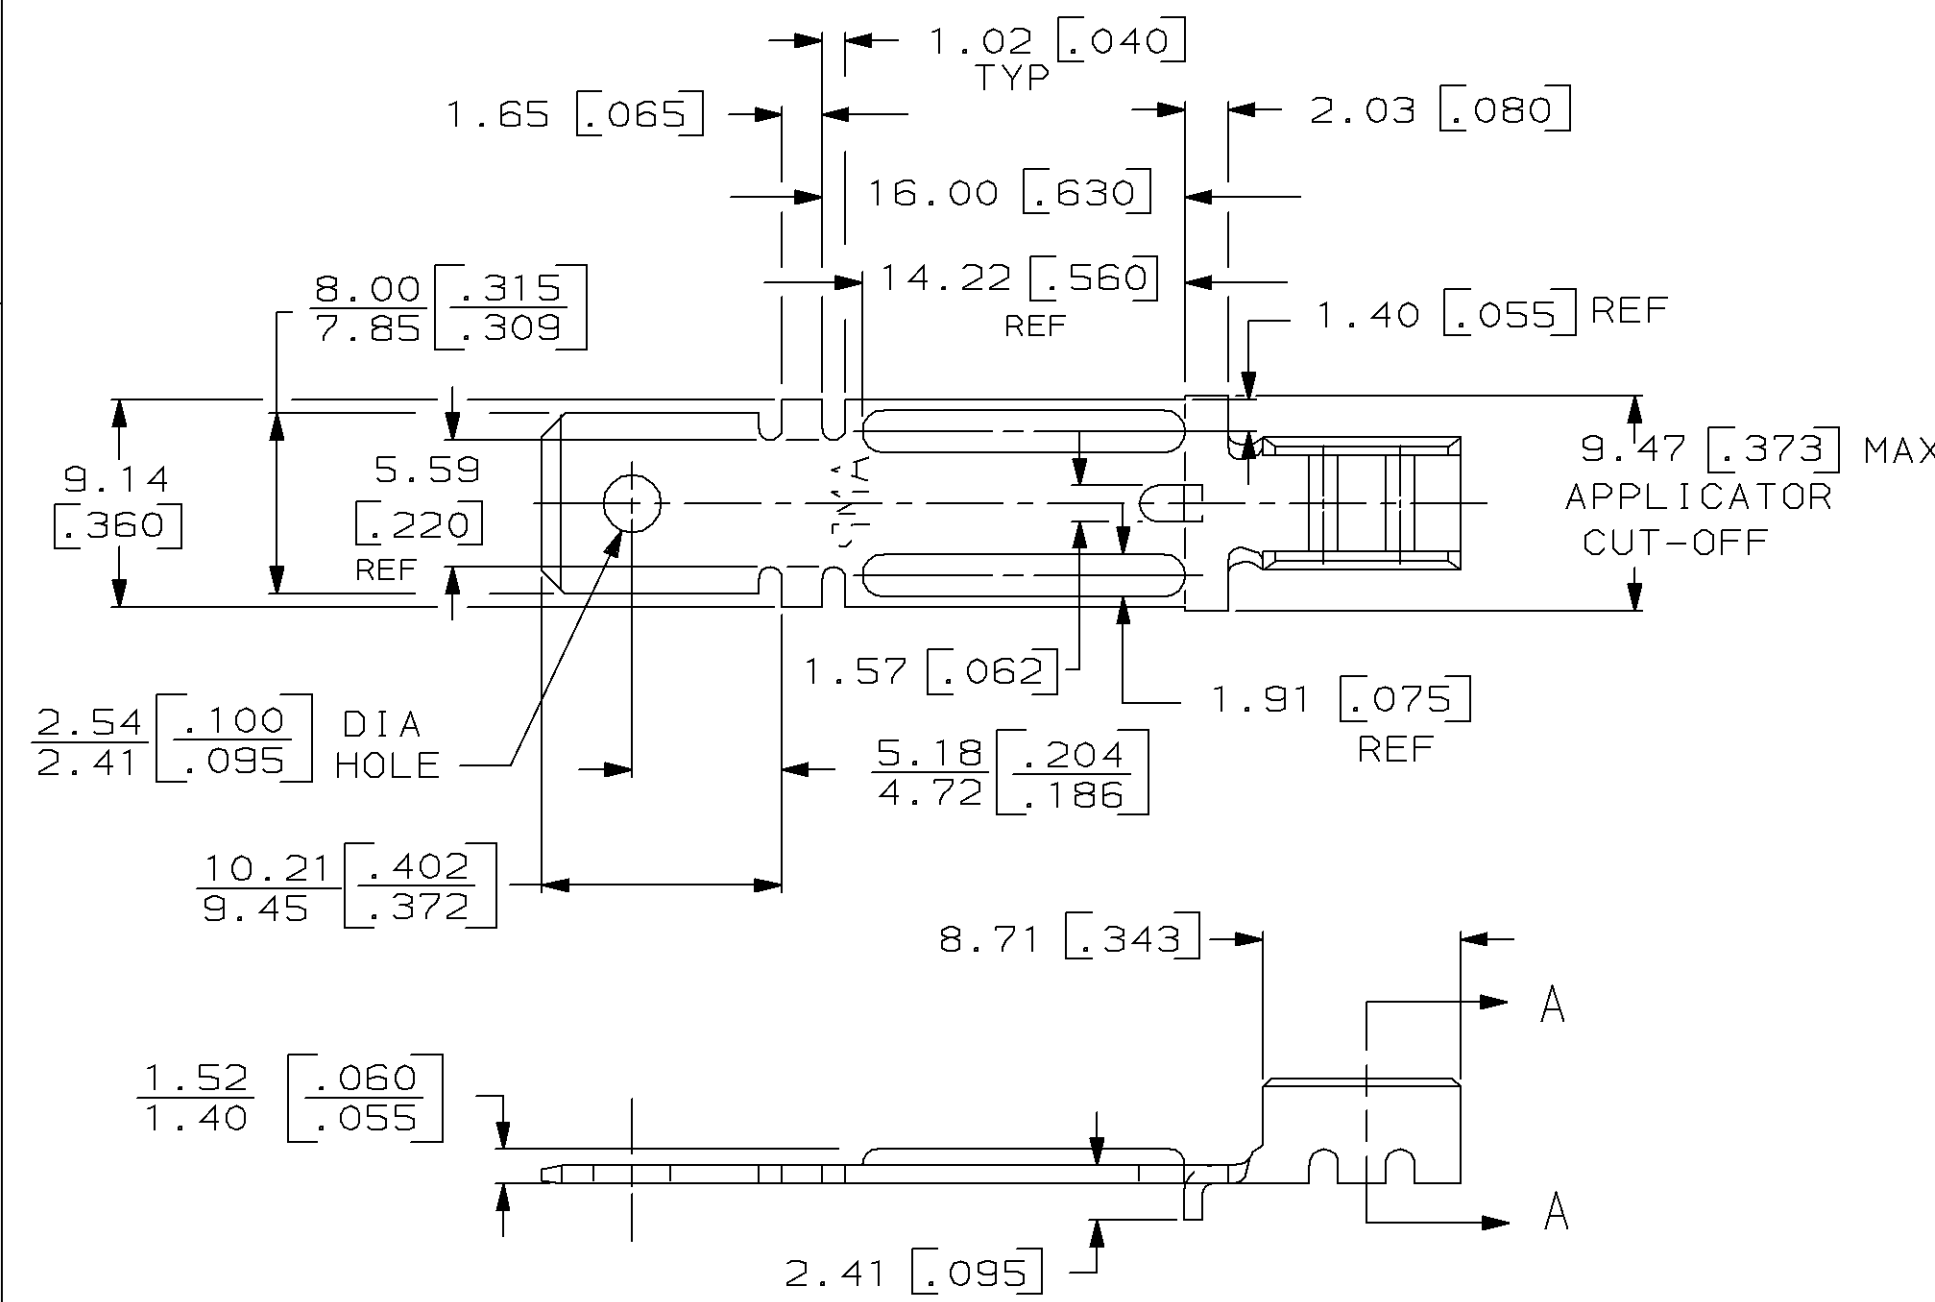 1.02 [.040]
TYP
1.65 [.065]
2.03 [.080]
16.00 [.630]
14.22 [.560]
REF
8.00 [.315
7.85 .309]
1.40 [.055] REF
9.14
[.360]
5.59
[.220]
REF
9.47 [.373] MAX
APPLICATOR
CUT-OFF
1.57 [.062]
1.91 [.075]
REF
2.54 [.100
2.41 .095]
DIA
HOLE
5.18 [.204
4.72 .186]
10.21 [.402
9.45 .372]
8.71 [.343]
A
1.52 [.060
1.40 .055]
A
2.41 [.095]